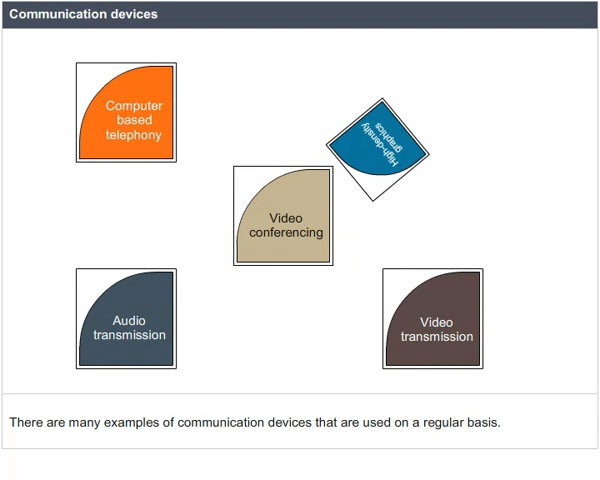 Communication devices
Computer
based
telephony
High-density
graphics
Video
conferencing
Audio
transmission
Video
transmission
There are many examples of communication devices that are used on a regular basis.